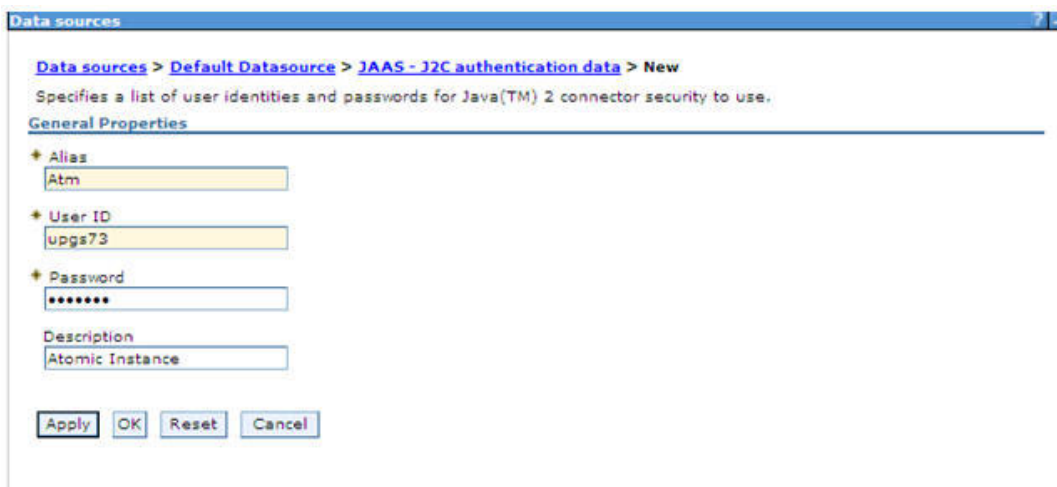 Data sources
?
Data sources > Default Datasource > JAAS - J2C authentication data > New
Specifies a list of user identities and passwords for Java(TM) 2 connector security to use.
General Properties
Alias
Atm
User ID
upgs73
Password
•••••••
Description
Atomic Instance
Apply OK Reset Cancel